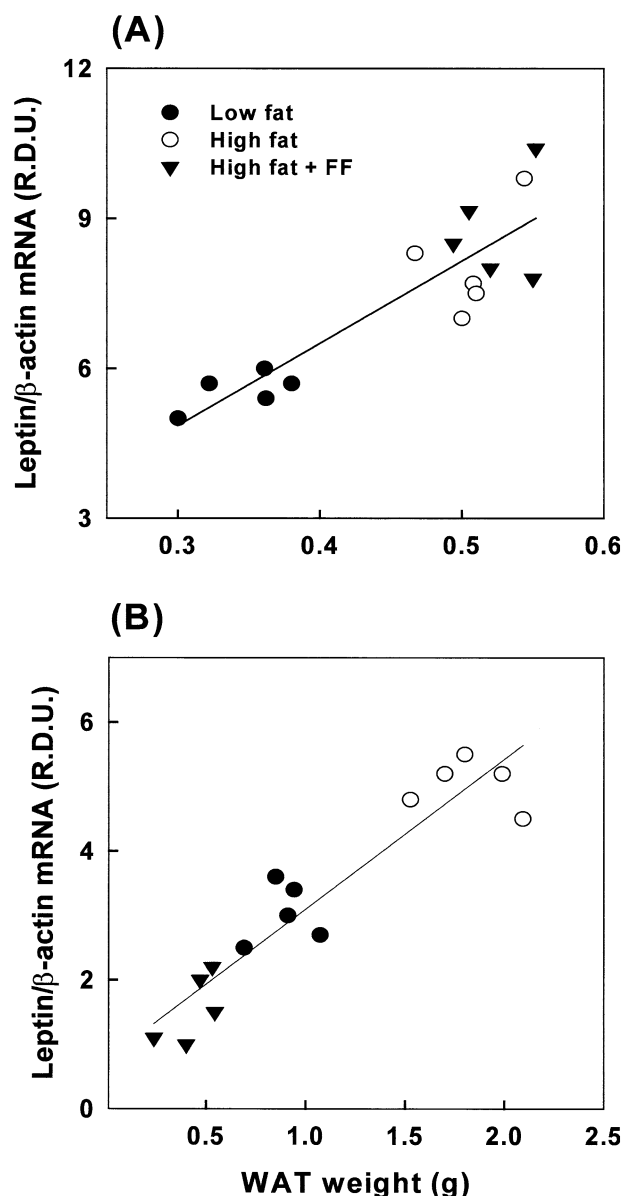 (A)
12
Low fat
High fat
High fat + FF
9
6
3
Leptin/β-actin mRNA (R.D.U.)
0.3 0.4 0.5 0.6
(B)
6
4
2
0
Leptin/β-actin mRNA (R.D.U.)
0.5 1.0 1.5 2.0 2.5
WAT weight (g)